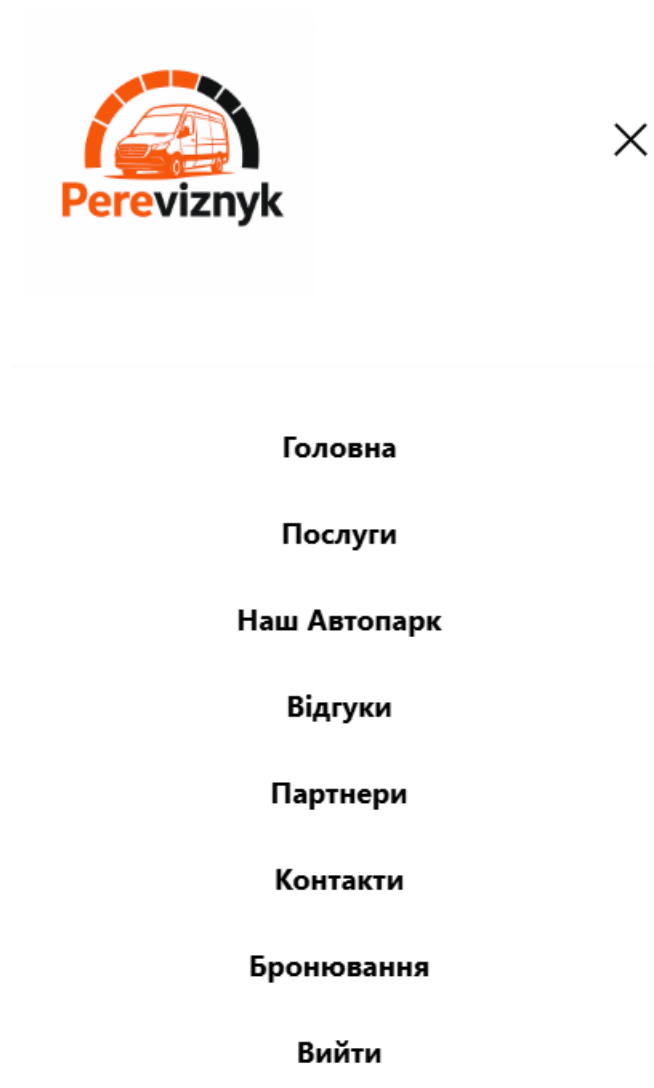 Pereviznyk
Головна
Послуги
Наш Автопарк
Відгуки
Партнери
Контакти
Бронювання
Вийти